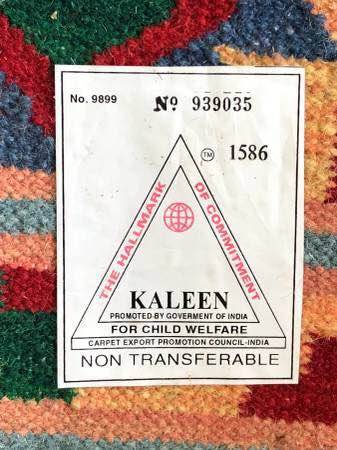 No. 9899
No 939035
TM 1586
THE HALLMARK OF COMMITMENT
KALEEN
PROMOTED BY GOVERMENT OF INDIA
FOR CHILD WELFARE
CARPET EXPORT PROMOTION COUNCIL-INDIA
NON TRANSFERABLE